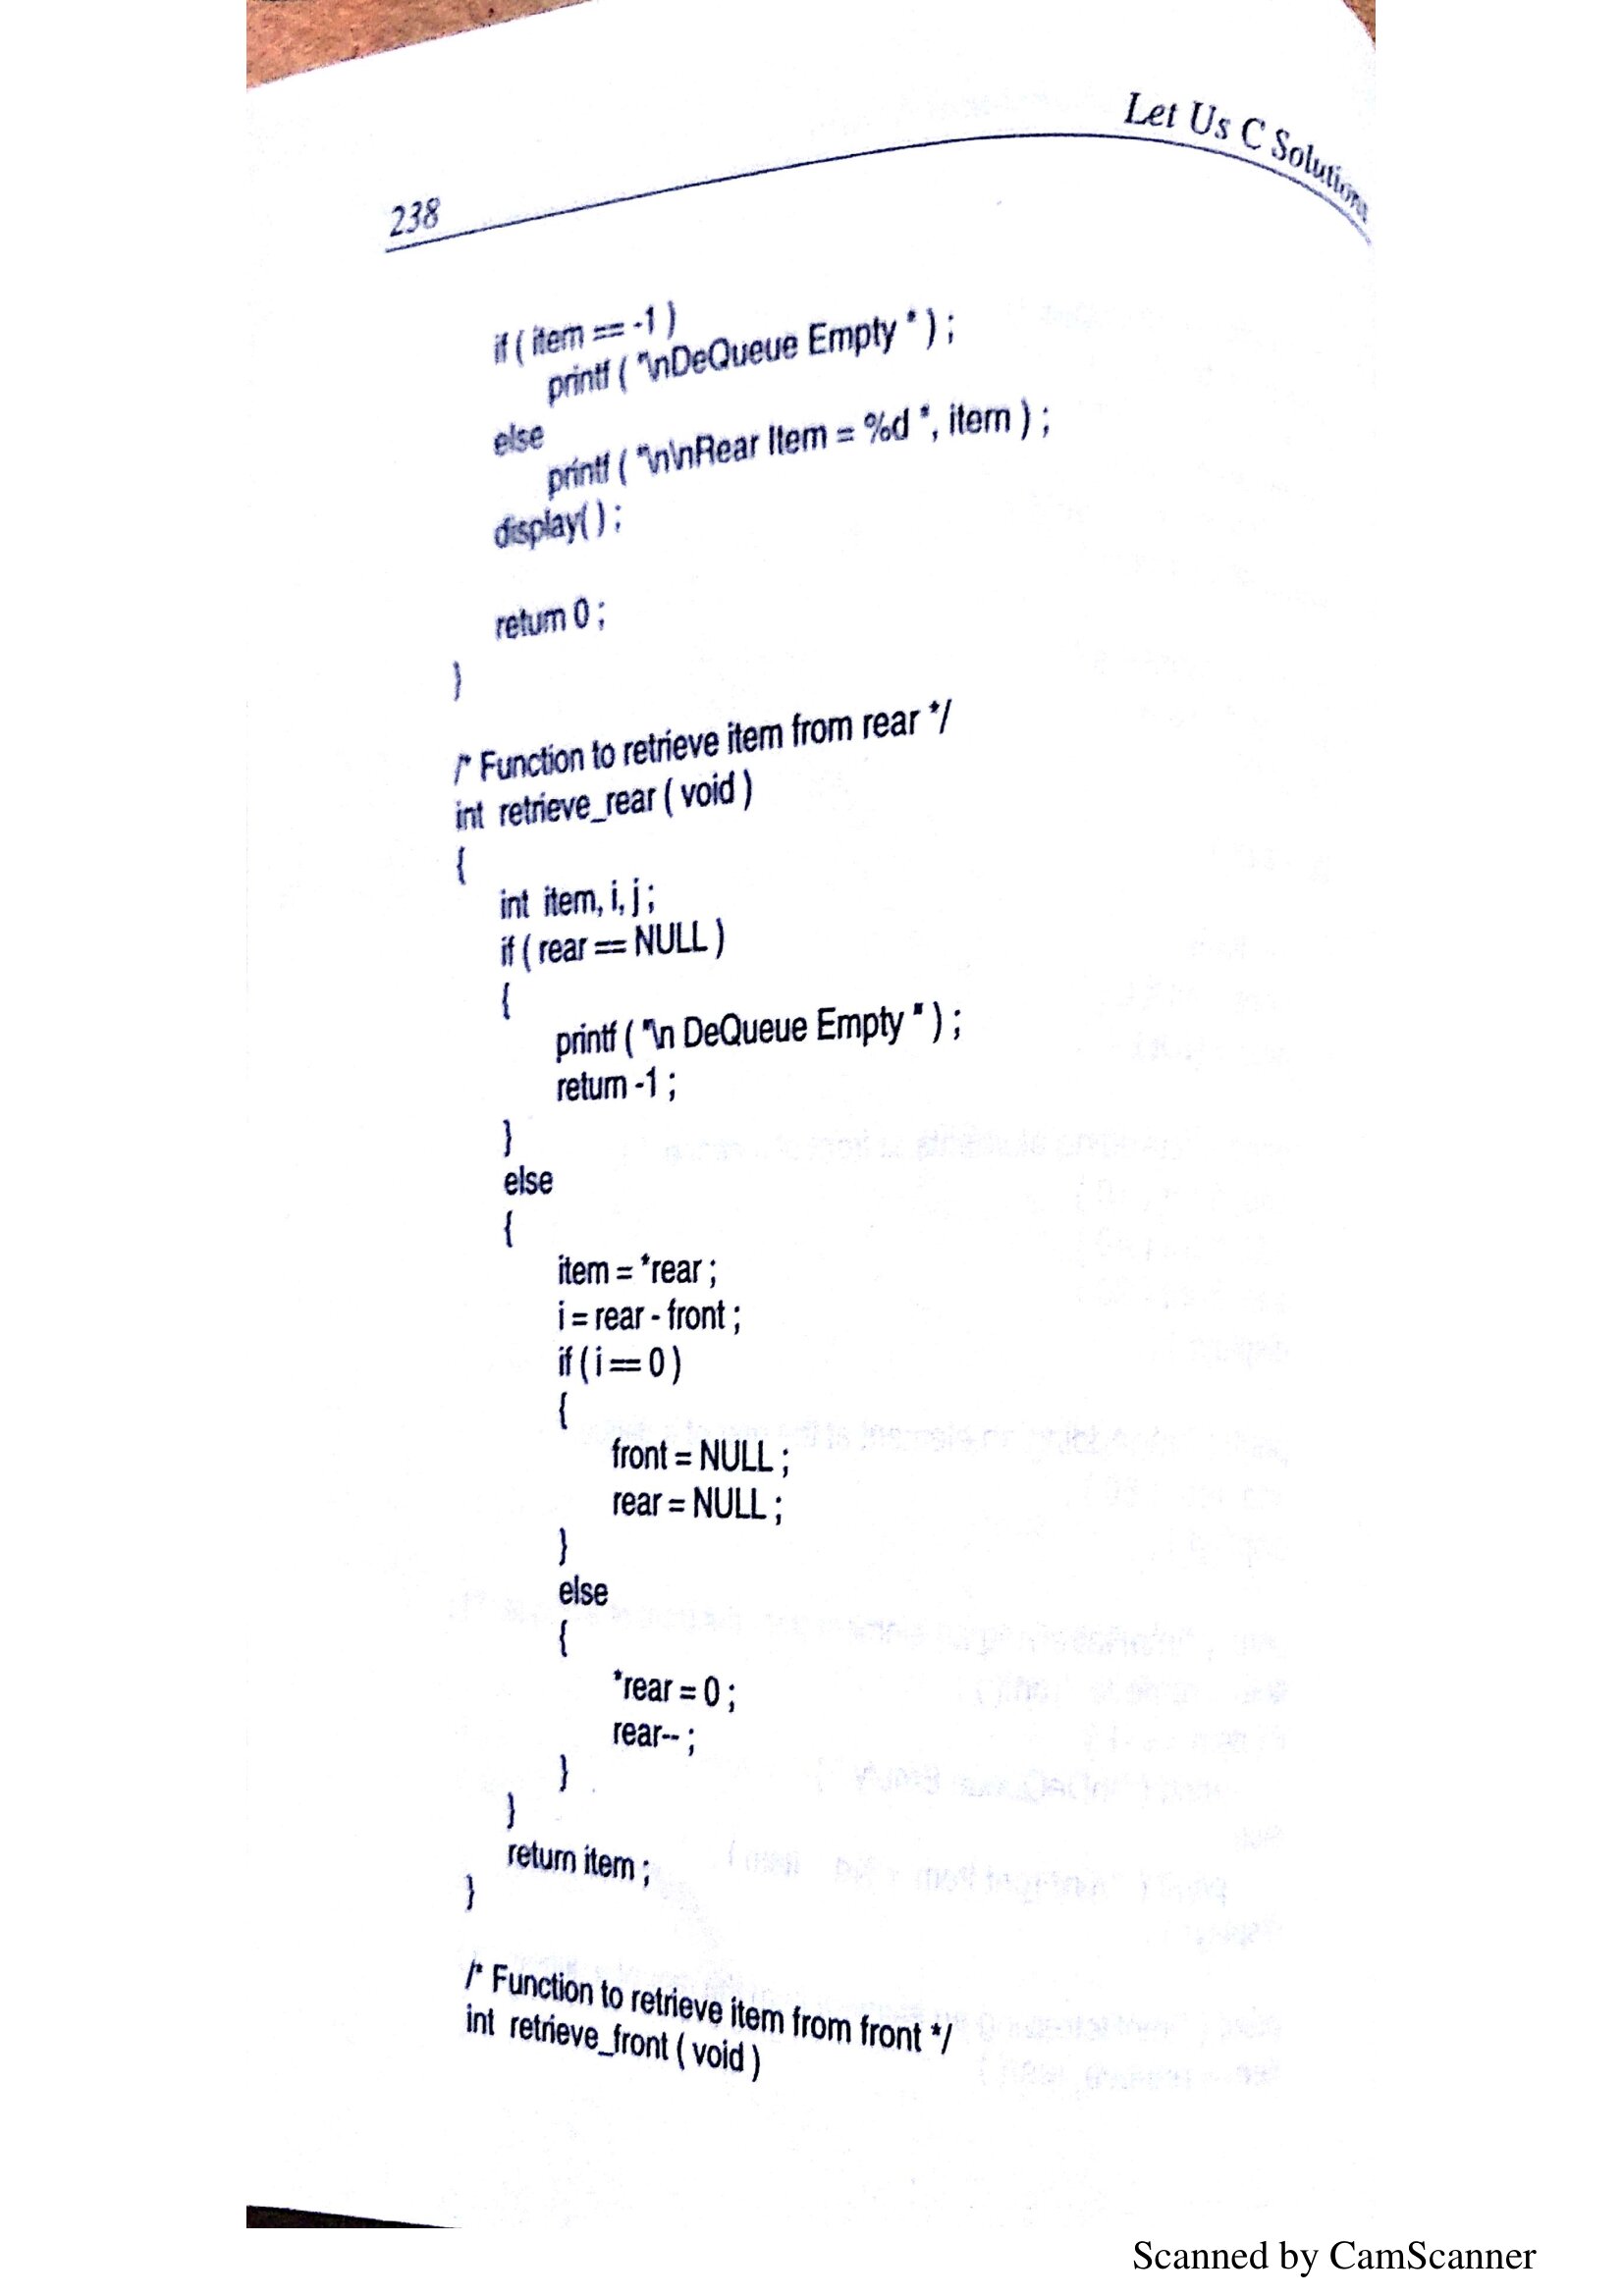 Let Us C Solutions
238
if ( item == -1 )
printf ( "\nDeQueue Empty " ) ;
else
printf ( "\n\nRear Item = %d ", item ) ;
display( ) ;
return 0 ;
}
/* Function to retrieve item from rear */
int retrieve_rear ( void )
{
int item, i, j ;
if ( rear == NULL )
{
printf ( "\n DeQueue Empty " ) ;
return -1 ;
}
else
{
item = *rear ;
i = rear - front ;
if ( i == 0 )
{
front = NULL ;
rear = NULL ;
}
else
{
*rear = 0 ;
rear-- ;
}
}
return item ;
}
/* Function to retrieve item from front */
int retrieve_front ( void )
Scanned by CamScanner